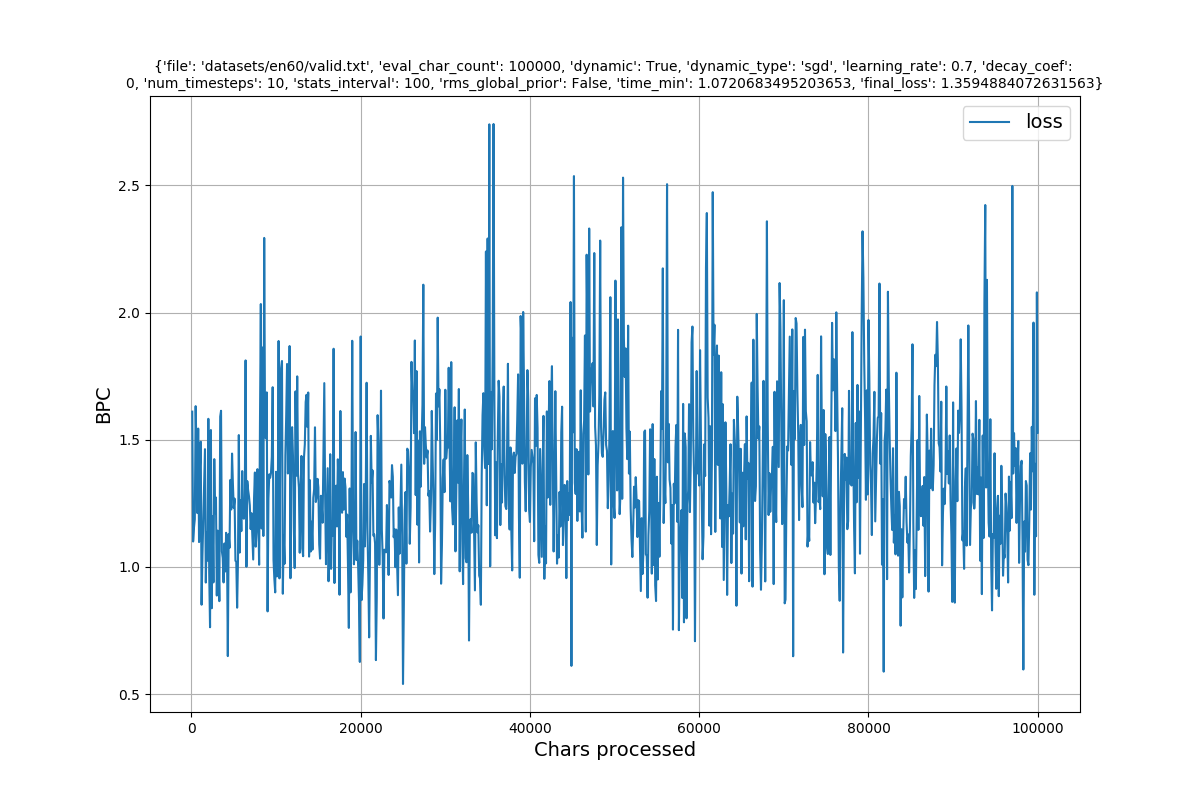 {'file': 'datasets/en60/valid.txt', 'eval_char_count': 100000, 'dynamic': True, 'dynamic_type': 'sgd', 'learning_rate': 0.7, 'decay_coef':
0, 'num_timesteps': 10, 'stats_interval': 100, 'rms_global_prior': False, 'time_min': 1.0720683495203653, 'final_loss': 1.3594884072631563}
loss
2.5
2.0
1.5
1.0
0.5
BPC
0 20000 40000 60000 80000 100000
Chars processed